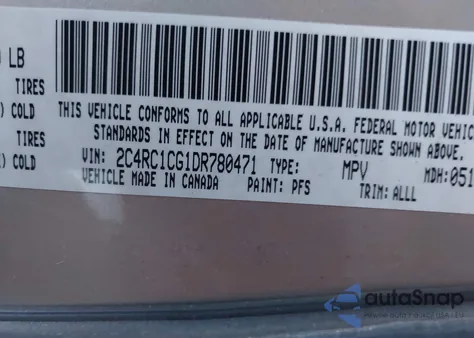 LB
TIRES
COLD
TIRES
COLD
THIS VEHICLE CONFORMS TO ALL APPLICABLE U.S.A. FEDERAL MOTOR VEHIC
STANDARDS IN EFFECT ON THE DATE OF MANUFACTURE SHOWN ABOVE.
VIN: 2C4RC1CG1DR780471 TYPE: MPV MDH:051
VEHICLE MADE IN CANADA PAINT: PFS TRIM: ALLL
autoSnap